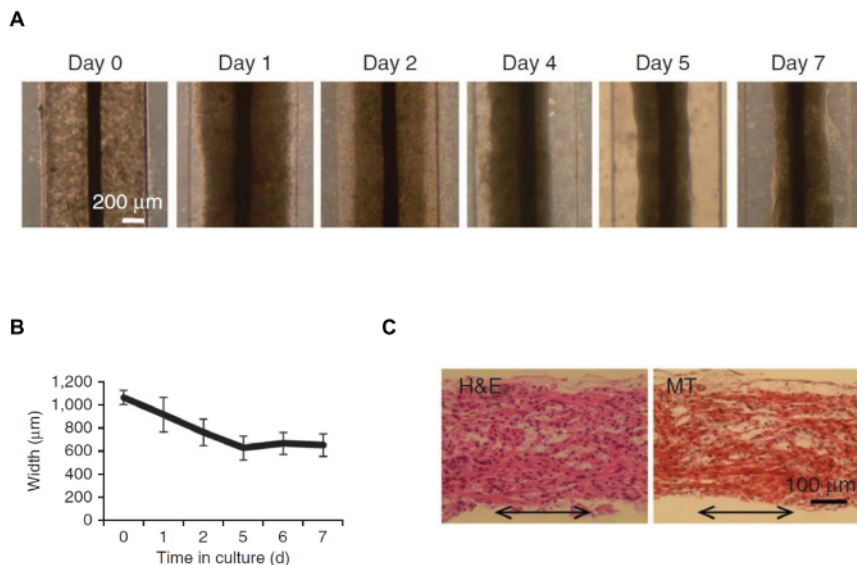 A
Day 0
Day 1
Day 2
Day 4
Day 5
Day 7
200 μm
B
1,200
1,000
800
600
400
200
0
Width (μm)
0 1 2 5 6 7
Time in culture (d)
C
H&E
MT
100 μm